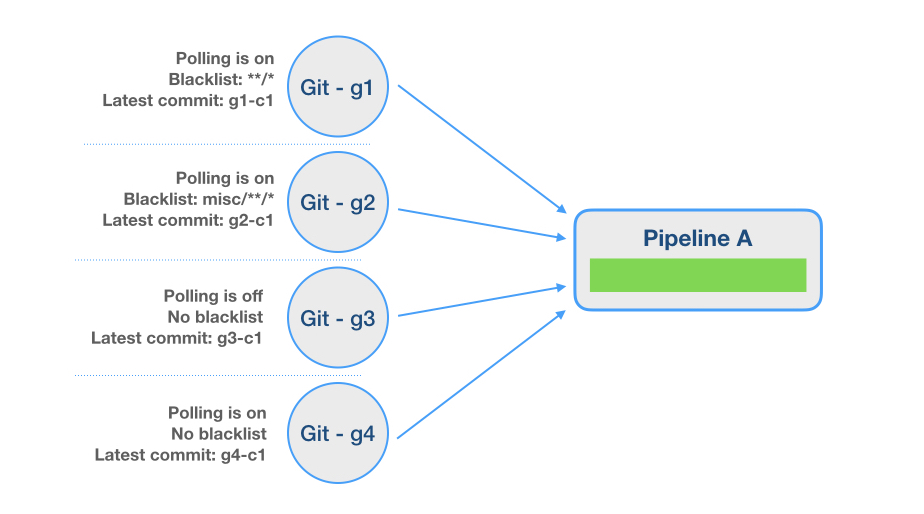 Polling is on
Blacklist: **/*
Latest commit: g1-c1
Git - g1
Polling is on
Blacklist: misc/**/*
Latest commit: g2-c1
Git - g2
Pipeline A
Polling is off
No blacklist
Latest commit: g3-c1
Git - g3
Polling is on
No blacklist
Latest commit: g4-c1
Git - g4